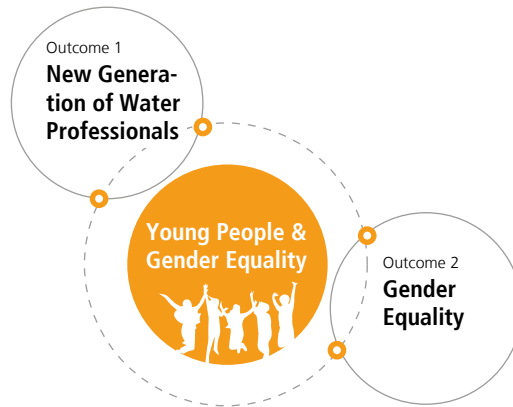 Outcome 1
New Genera-
tion of Water
Professionals
Young People &
Gender Equality
Outcome 2
Gender
Equality